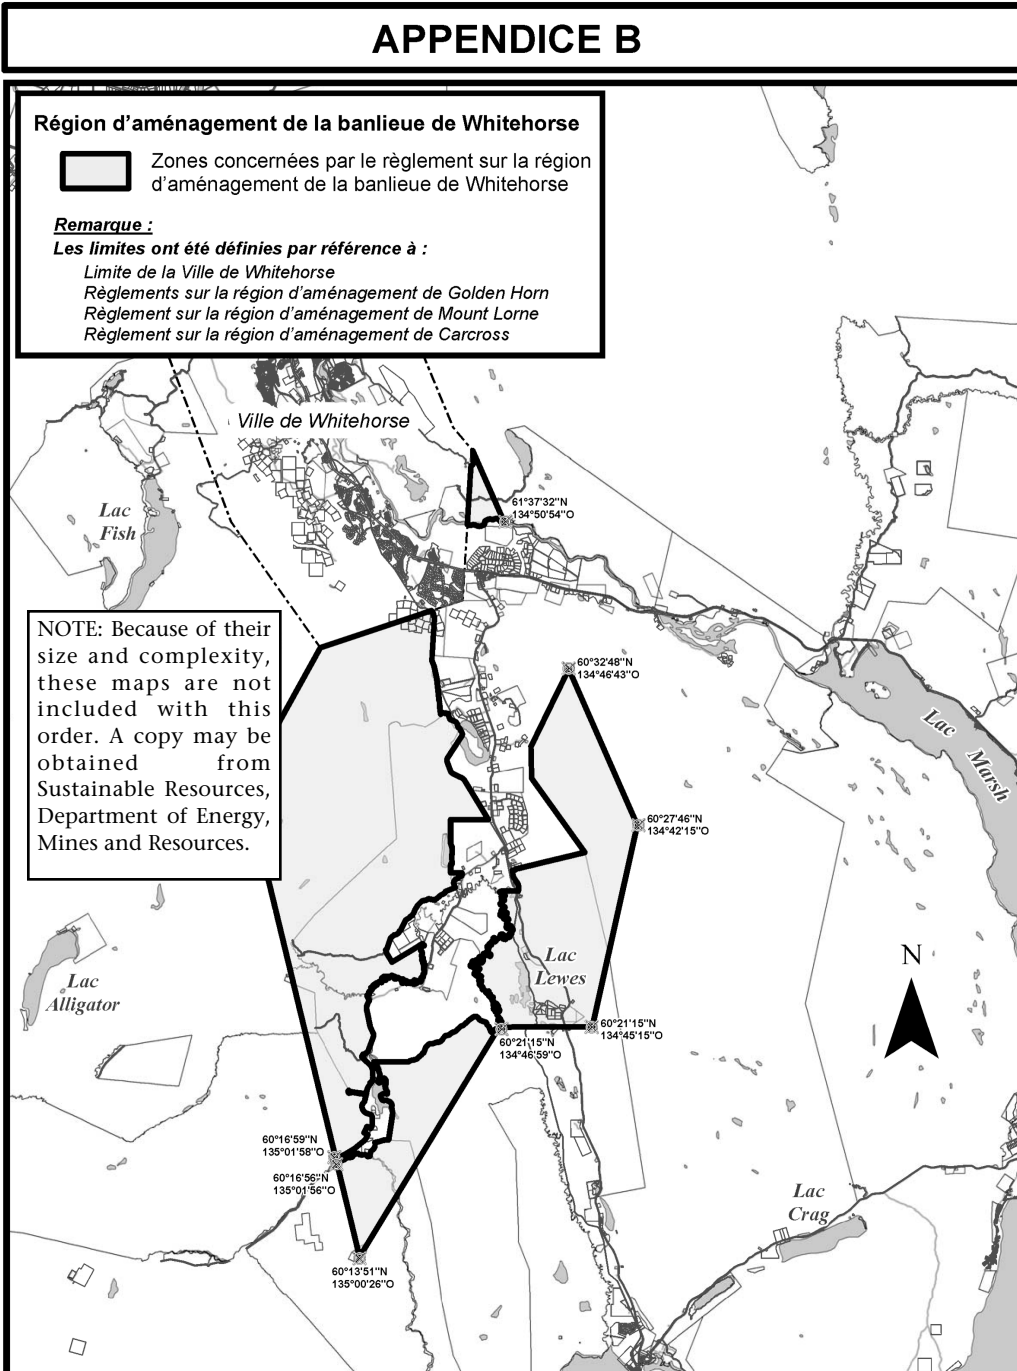 APPENDICE B
Région d'aménagement de la banlieue de Whitehorse
Zones concernées par le règlement sur la région
d'aménagement de la banlieue de Whitehorse
Remarque :
Les limites ont été définies par référence à :
Limite de la Ville de Whitehorse
Règlements sur la région d'aménagement de Golden Horn
Règlement sur la région d'aménagement de Mount Lorne
Règlement sur la région d'aménagement de Carcross
Ville de Whitehorse
Lac
Fish
61°37'32"N
134°50'54"O
NOTE: Because of their
size and complexity,
these maps are not
included with this
order. A copy may be
obtained from
Sustainable Resources,
Department of Energy,
Mines and Resources.
60°32'48"N
134°46'43"O
Lac
Marsh
60°27'46"N
134°42'15"O
Lac
Alligator
Lac
Lewes
N
60°21'15"N
134°46'59"O
60°21'15"N
134°45'15"O
60°16'59"N
135°01'58"O
60°16'56"N
135°01'56"O
Lac
Crag
60°13'51"N
135°00'26"O